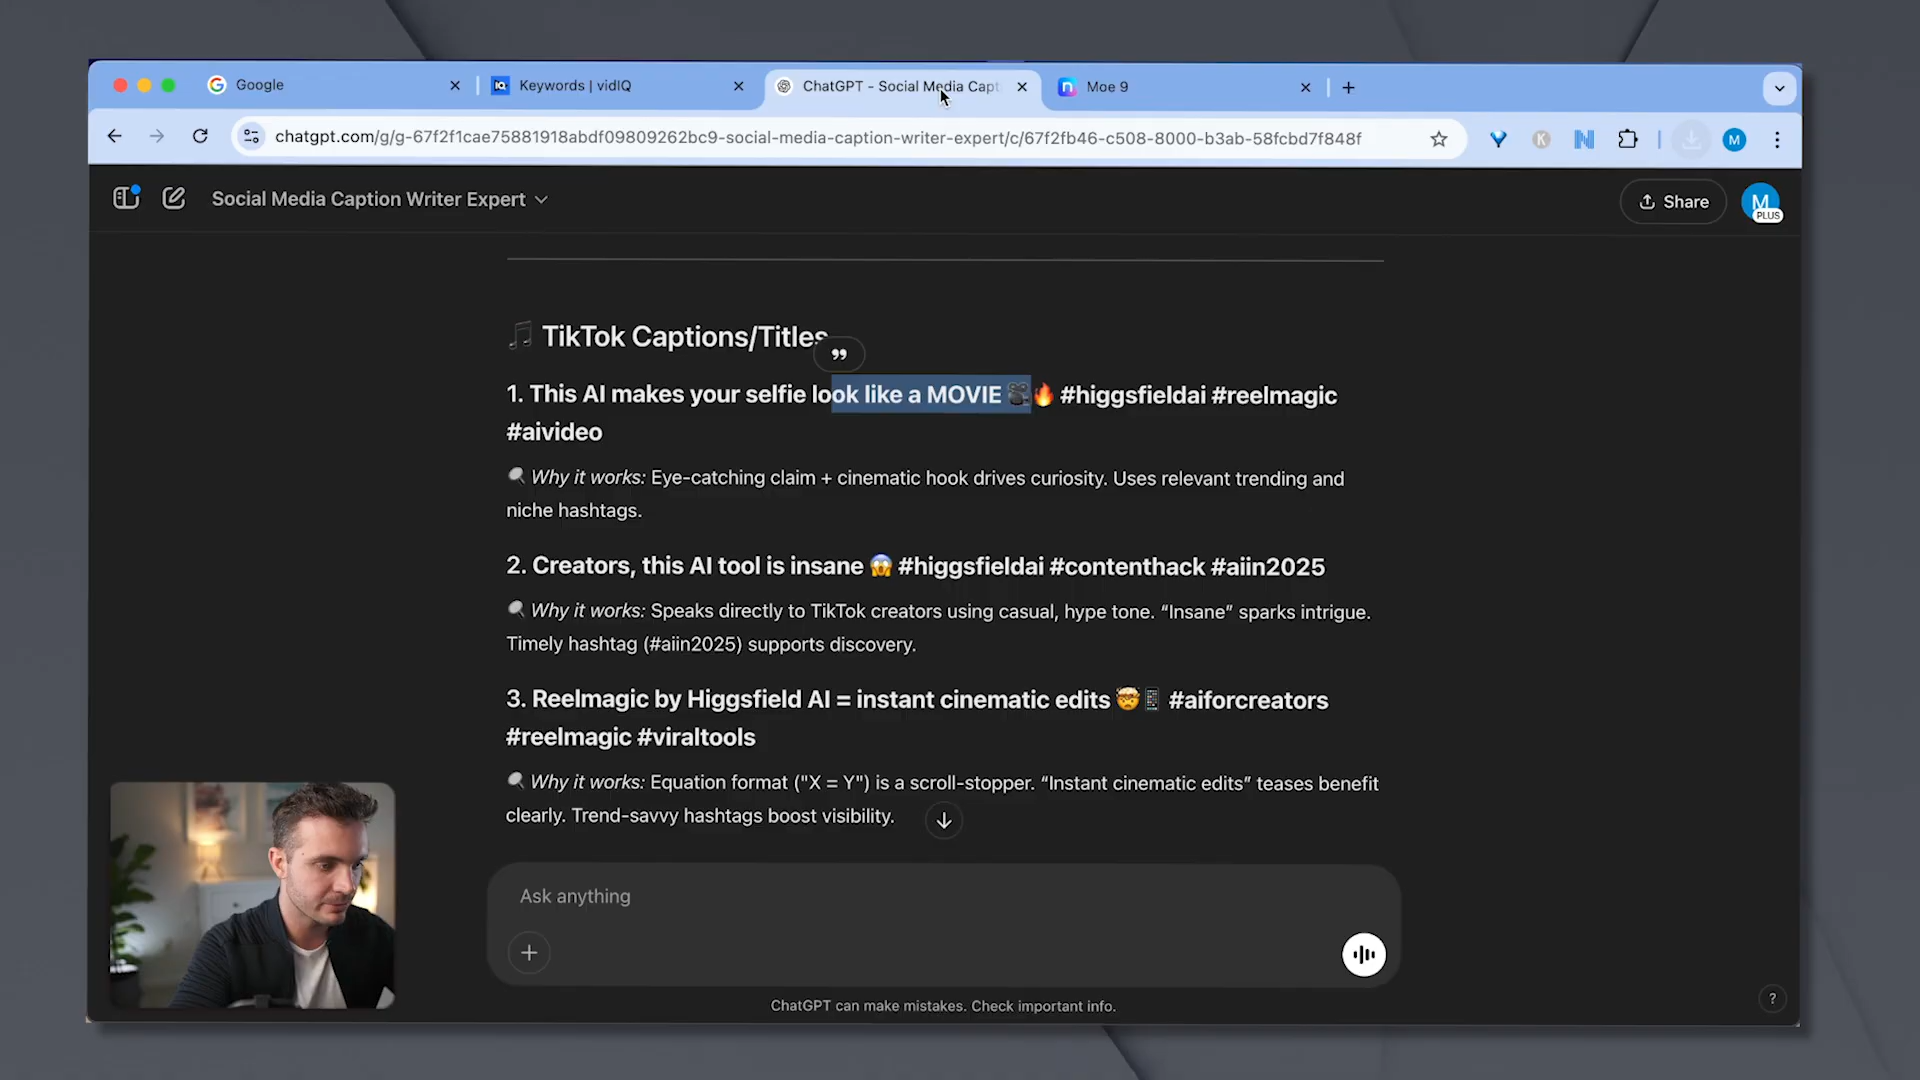 Google
Keywords | vidIQ
ChatGPT - Social Media Capt
Moe 9
chatgpt.com/g/g-67f2f1cae75881918abdf09809262bc9-social-media-caption-writer-expert/c/67f2fb46-c508-8000-b3ab-58fcbd7f848f
M
Social Media Caption Writer Expert
Share
M
PLUS
TikTok Captions/Titles
1. This AI makes your selfie look like a MOVIE 🎥🔥 #higgsfieldai #reelmagic
#aivideo
🔍 Why it works: Eye-catching claim + cinematic hook drives curiosity. Uses relevant trending and
niche hashtags.
2. Creators, this AI tool is insane 😱 #higgsfieldai #contenthack #aiin2025
🔍 Why it works: Speaks directly to TikTok creators using casual, hype tone. “Insane” sparks intrigue.
Timely hashtag (#aiin2025) supports discovery.
3. Reelmagic by Higgsfield AI = instant cinematic edits 🤯📱 #aiforcreators
#reelmagic #viraltools
🔍 Why it works: Equation format ("X = Y") is a scroll-stopper. “Instant cinematic edits” teases benefit
clearly. Trend-savvy hashtags boost visibility.
Ask anything
ChatGPT can make mistakes. Check important info.
?